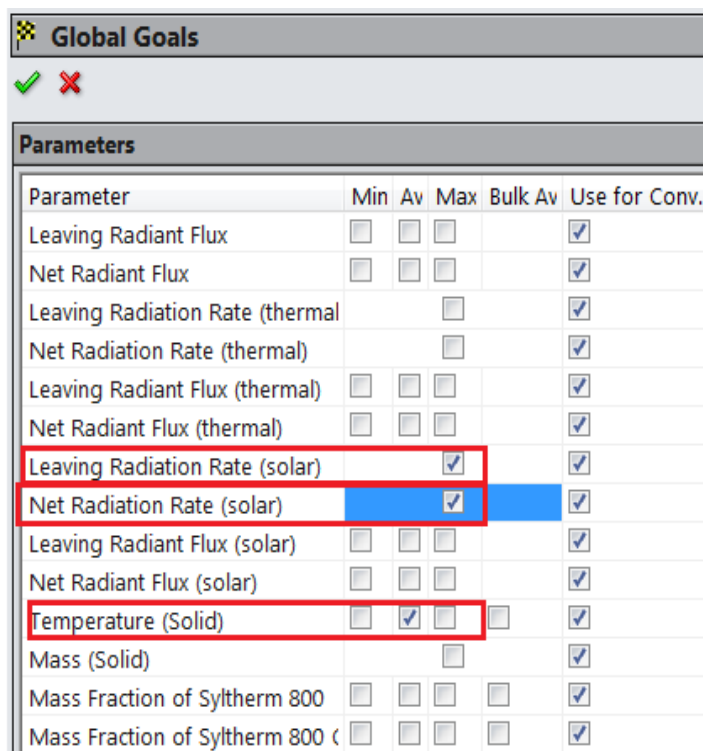 Global Goals
Parameters
Parameter Min Av Max Bulk Av Use for Conv.
Leaving Radiant Flux
Net Radiant Flux
Leaving Radiation Rate (thermal
Net Radiation Rate (thermal)
Leaving Radiant Flux (thermal)
Net Radiant Flux (thermal)
Leaving Radiation Rate (solar)
Net Radiation Rate (solar)
Leaving Radiant Flux (solar)
Net Radiant Flux (solar)
Temperature (Solid)
Mass (Solid)
Mass Fraction of Syltherm 800
Mass Fraction of Syltherm 800 (